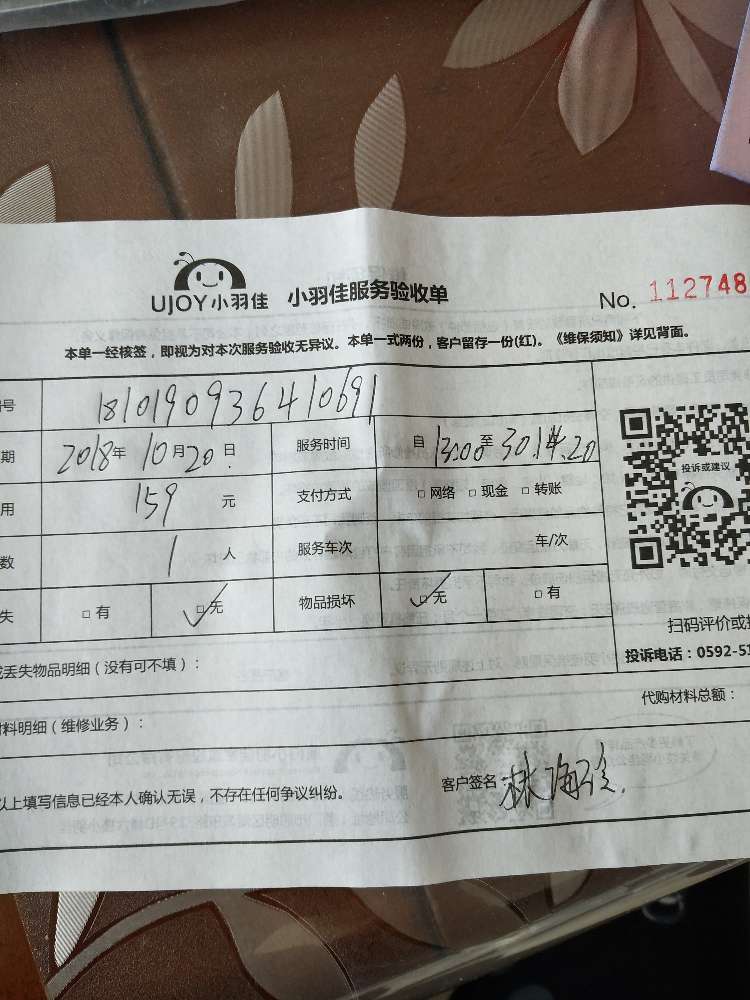 UJOY小羽佳 小羽佳服务验收单 No. 112748
本单一经核签，即视为对本次服务验收无异议。本单一式两份，客户留存一份(红)。《维保须知》详见背面。
号 1810190936410691
期 2018年 10月20日 服务时间 自 13:00 至
用 159 元 支付方式 □网络 □现金 □转账
投诉或建议
数 1 人 服务车次 车/次
失 □有 □无 物品损坏 □无 □有
扫码评价或
投诉电话：0592-51
丢失物品明细（没有可不填）：
代购材料总额：
料明细（维修业务）：
以上填写信息已经本人确认无误，不存在任何争议纠纷。
客户签名 林海